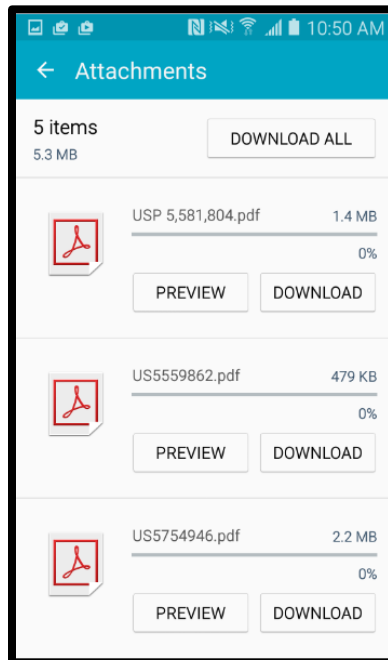 10:50 AM
← Attachments
5 items
DOWNLOAD ALL
5.3 MB
USP 5,581,804.pdf 1.4 MB
0%
PREVIEW DOWNLOAD
US5559862.pdf 479 KB
0%
PREVIEW DOWNLOAD
US5754946.pdf 2.2 MB
0%
PREVIEW DOWNLOAD